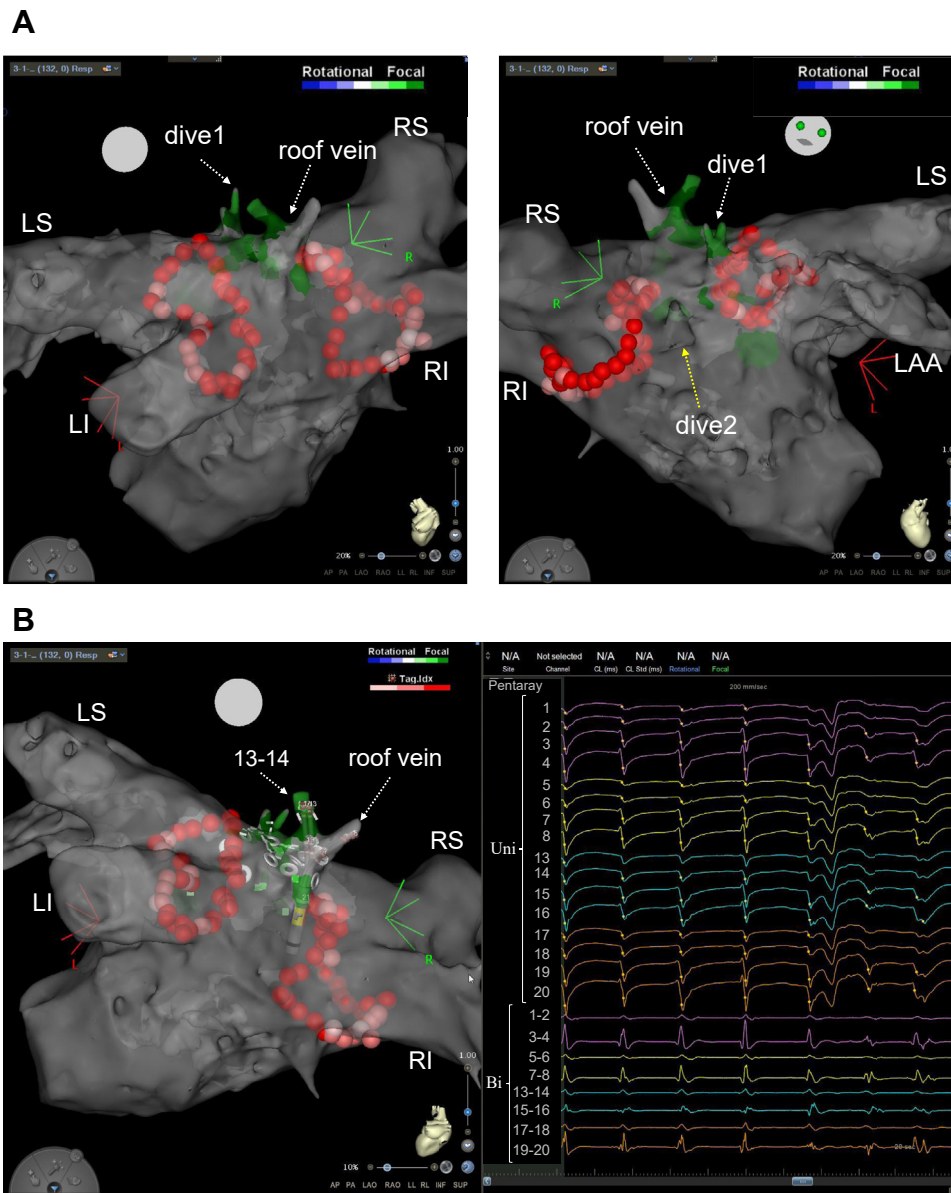 A
3-1-... (132, 0) Resp
Rotational Focal
dive1
roof vein
RS
LS
R
RI
LI
L
1.00
20%
AP PA LAO RAO LL RL INF SUP
3-1-... (132, 0) Resp
Rotational Focal
roof vein
dive1
LS
RS
R
LAA
RI
L
dive2
1.0
20%
AP PA LAO RAO LL RL INF SUP
B
3-1-... (132, 0) Resp
Rotational Focal
Tag.Idx
LS
13-14
roof vein
RS
LI
L
R
RI
1.00
10%
AP PA LAO RAO LL RL INF SUP
N/A Not selected N/A N/A N/A N/A
Site Channel CL (ms) CL Std (ms) Rotational Focal
Pentaray
200 mm/sec
1
2
3
4
5
6
7
8
Uni
13
14
15
16
17
18
19
20
1-2
3-4
5-6
7-8
Bi
13-14
15-16
17-18
19-20